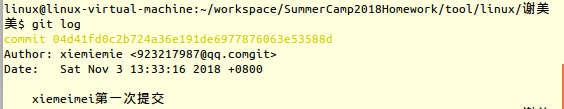 linux@linux-virtual-machine:~/workspace/SummerCamp2018Homework/tool/linux/谢美
美$ git log
commit 04d41fd0c2b724a36e191de6977876063e53588d
Author: xiemiemie <923217987@qq.comgit>
Date:   Sat Nov 3 13:33:16 2018 +0800
xiemeimei第一次提交